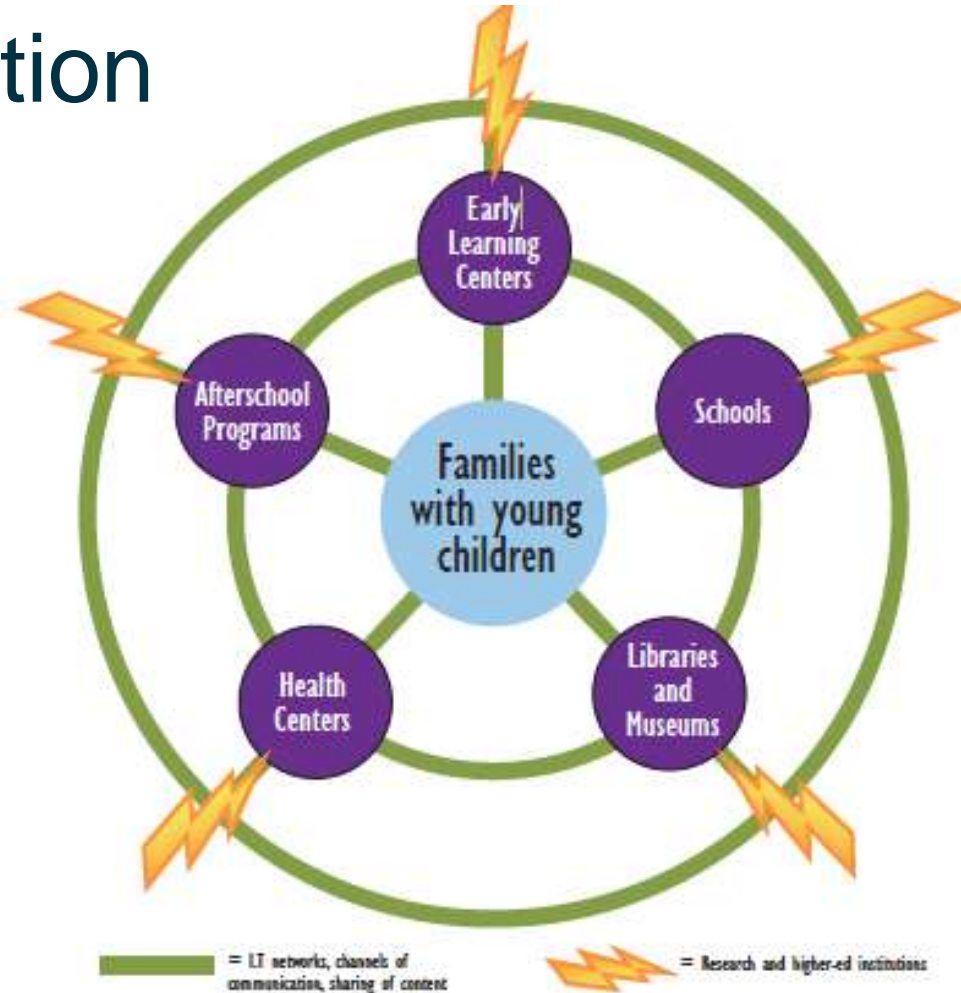 tion
Early
Learning
Centers
Afterschool
Programs
Schools
Families
with young
children
Health
Centers
Libraries
and
Museums
= I.T networks, channels of
communication, sharing of content
= Research and higher-ed institutions